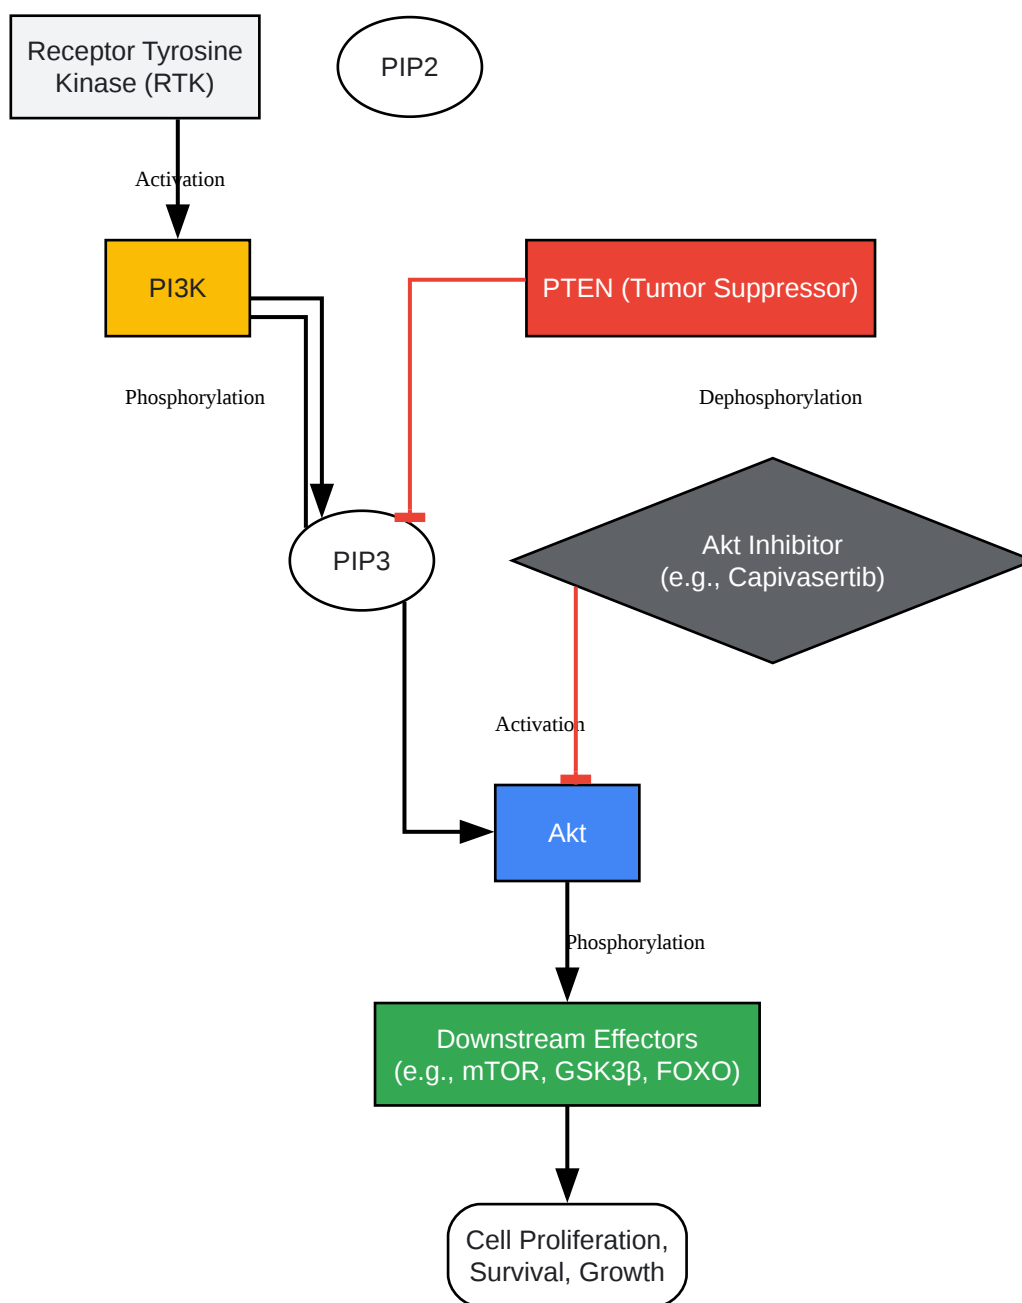 Receptor Tyrosine
Kinase (RTK)
PIP2
Activation
PI3K
PTEN (Tumor Suppressor)
Phosphorylation
Dephosphorylation
PIP3
Akt Inhibitor
(e.g., Capivasertib)
Activation
Akt
Phosphorylation
Downstream Effectors
(e.g., mTOR, GSK3β, FOXO)
Cell Proliferation,
Survival, Growth